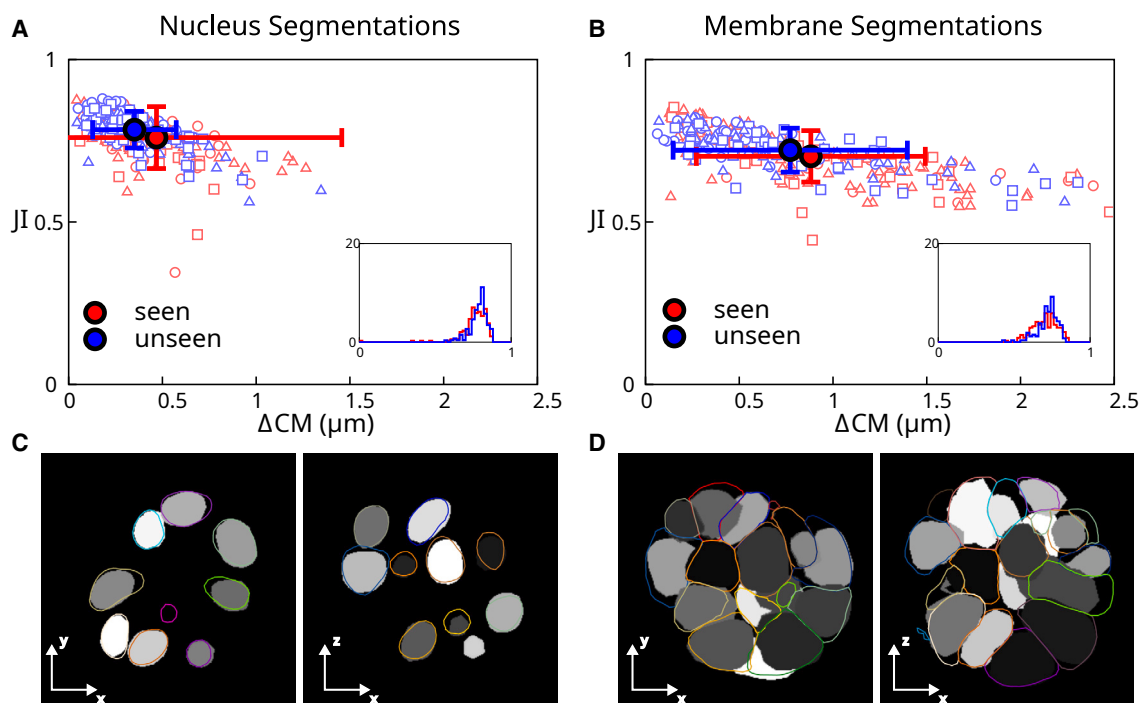 A
Nucleus Segmentations
1
JI
0.5
0
0
0.5
1
1.5
2
2.5
ΔCM (μm)
seen
unseen
20
0
0
1
B
Membrane Segmentations
1
JI
0.5
0
0
0.5
1
1.5
2
2.5
ΔCM (μm)
seen
unseen
20
0
0
1
C
y
x
z
x
D
y
x
z
x